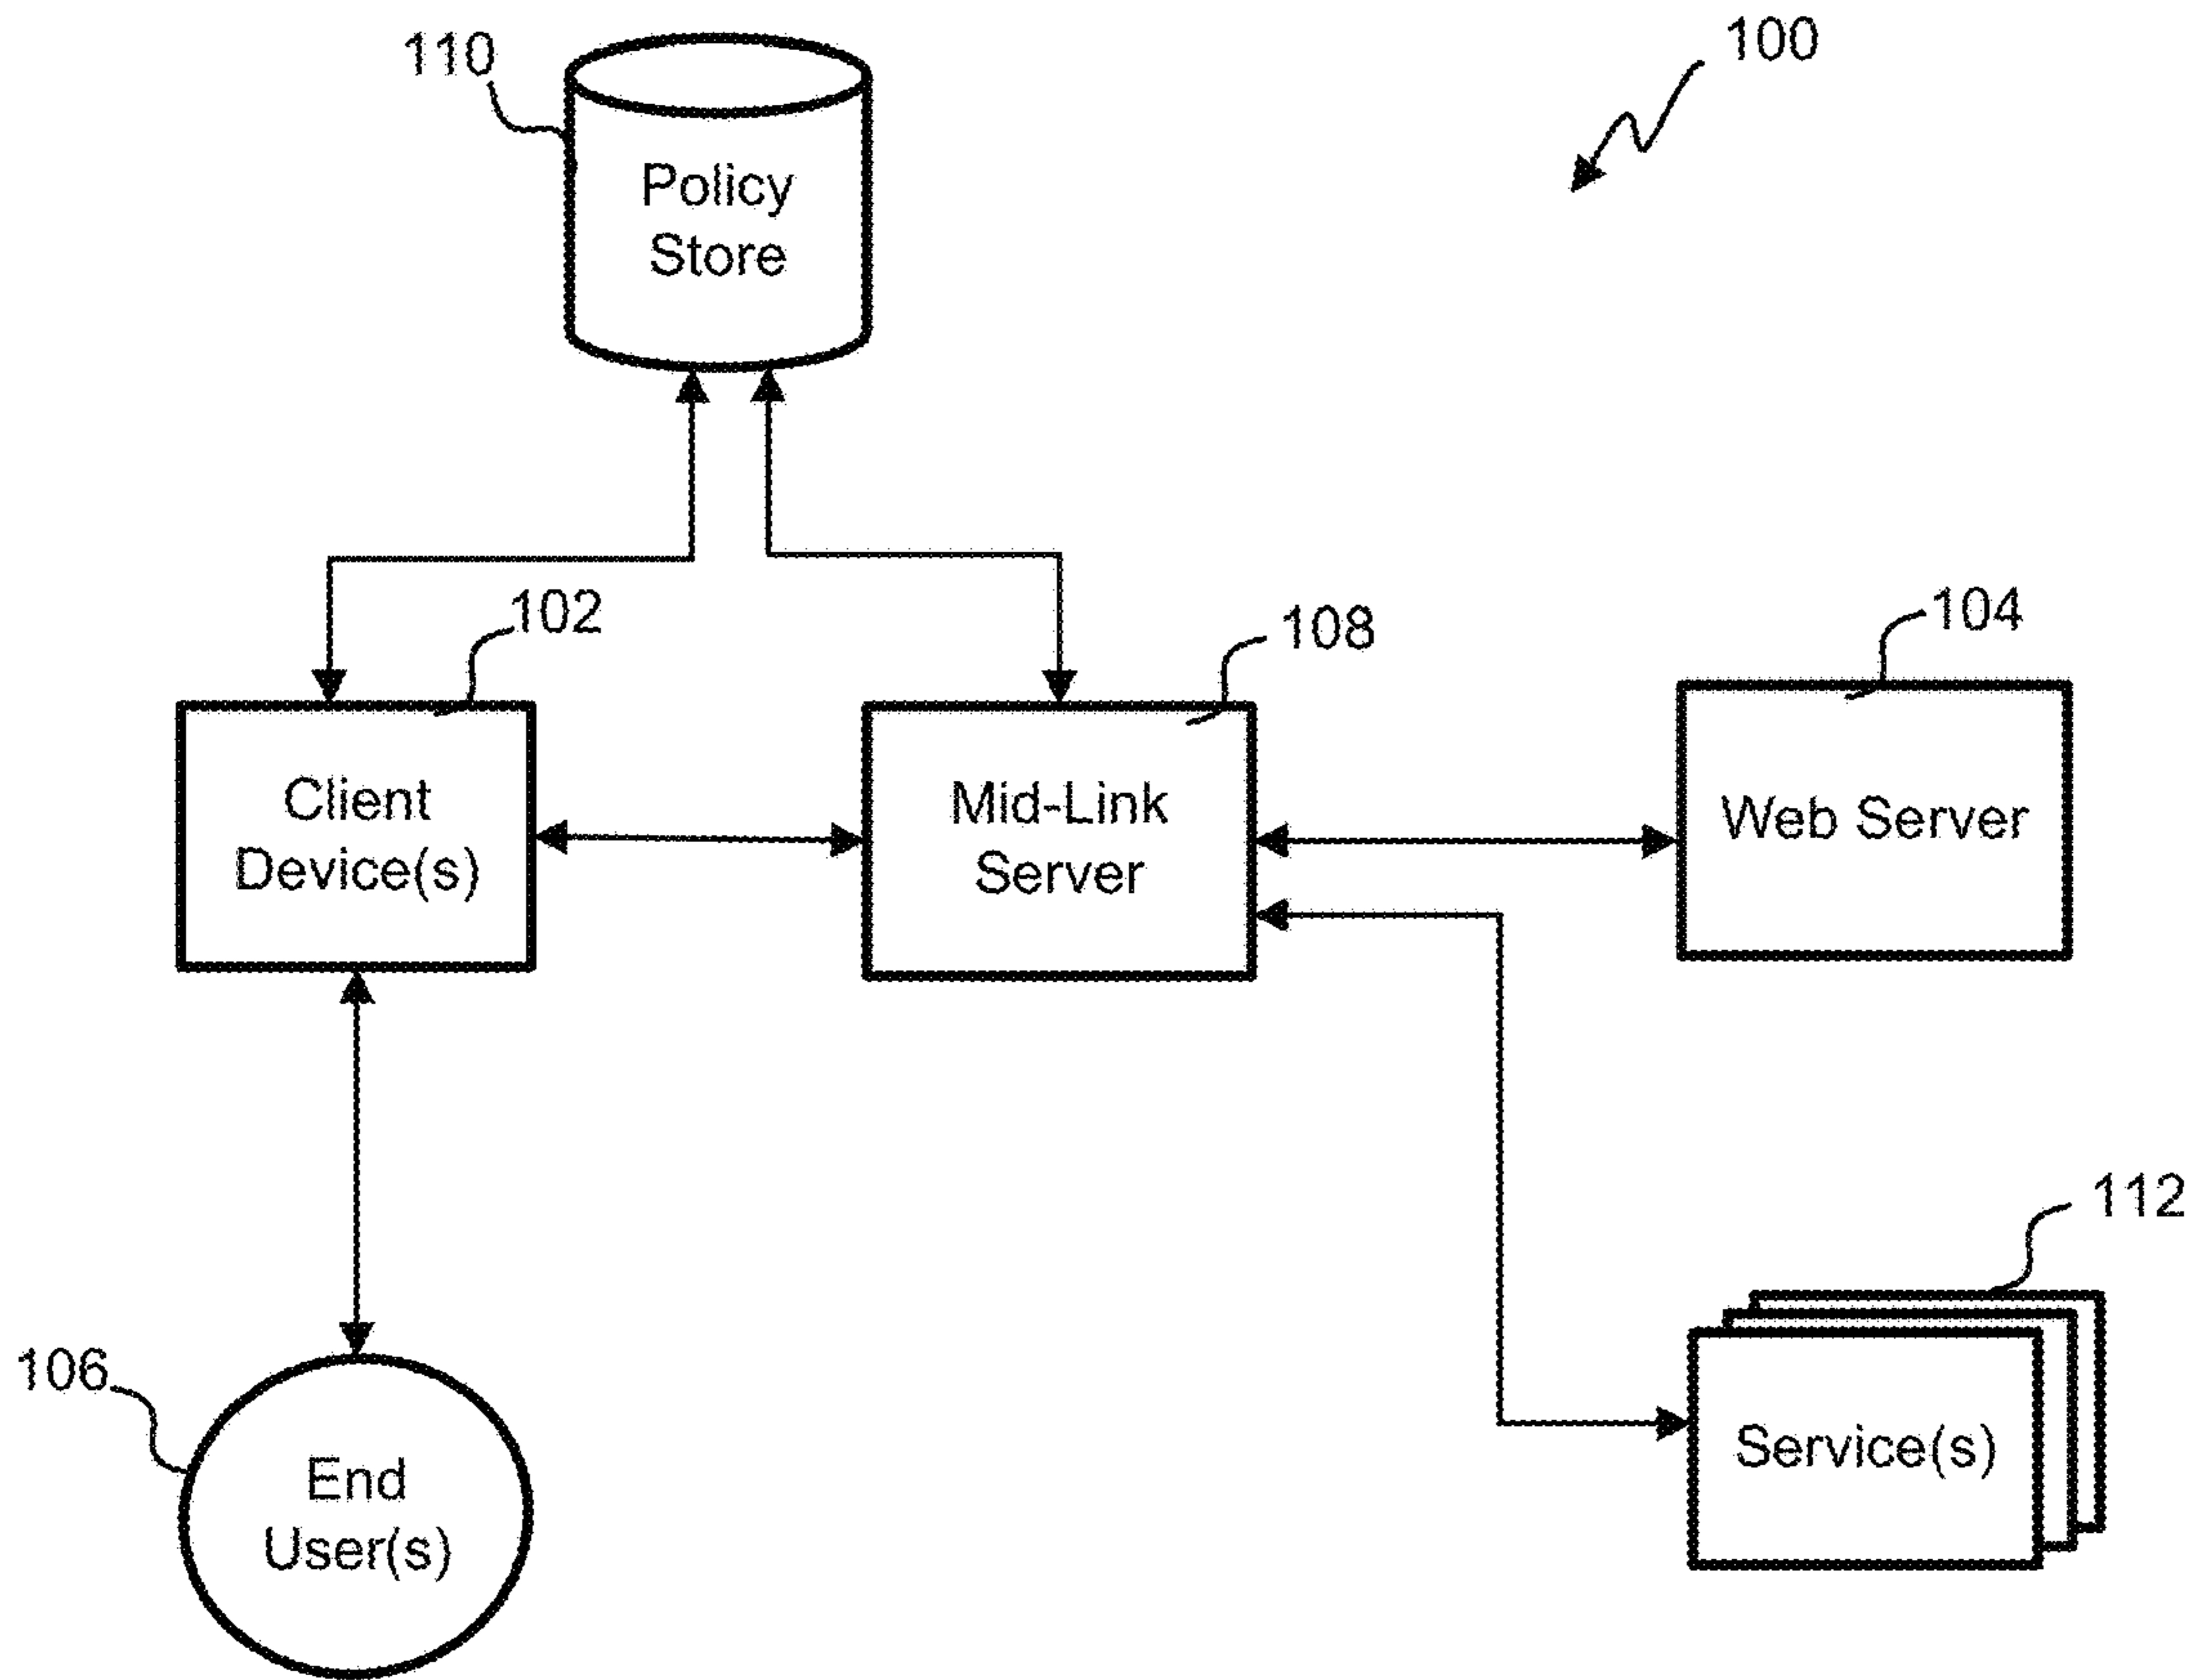 110
100
Policy
Store
102
108
104
Client
Device(s)
Mid-Link
Server
Web Server
112
106
End
User(s)
Service(s)